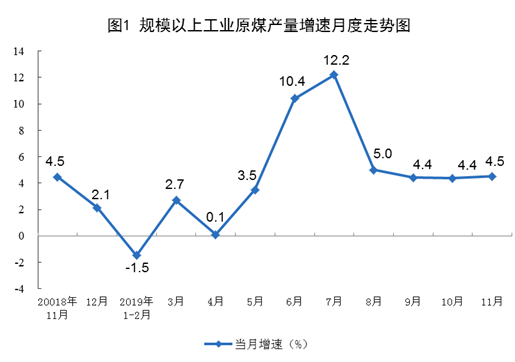 图1 规模以上工业原煤产量增速月度走势图
14
12
10
8
6
4
2
0
-2
-4
4.5
2.1
-1.5
2.7
0.1
3.5
10.4
12.2
5.0
4.4
4.4
4.5
20018年
11月
12月
2019年
1-2月
3月
4月
5月
6月
7月
8月
9月
10月
11月
当月增速（%）